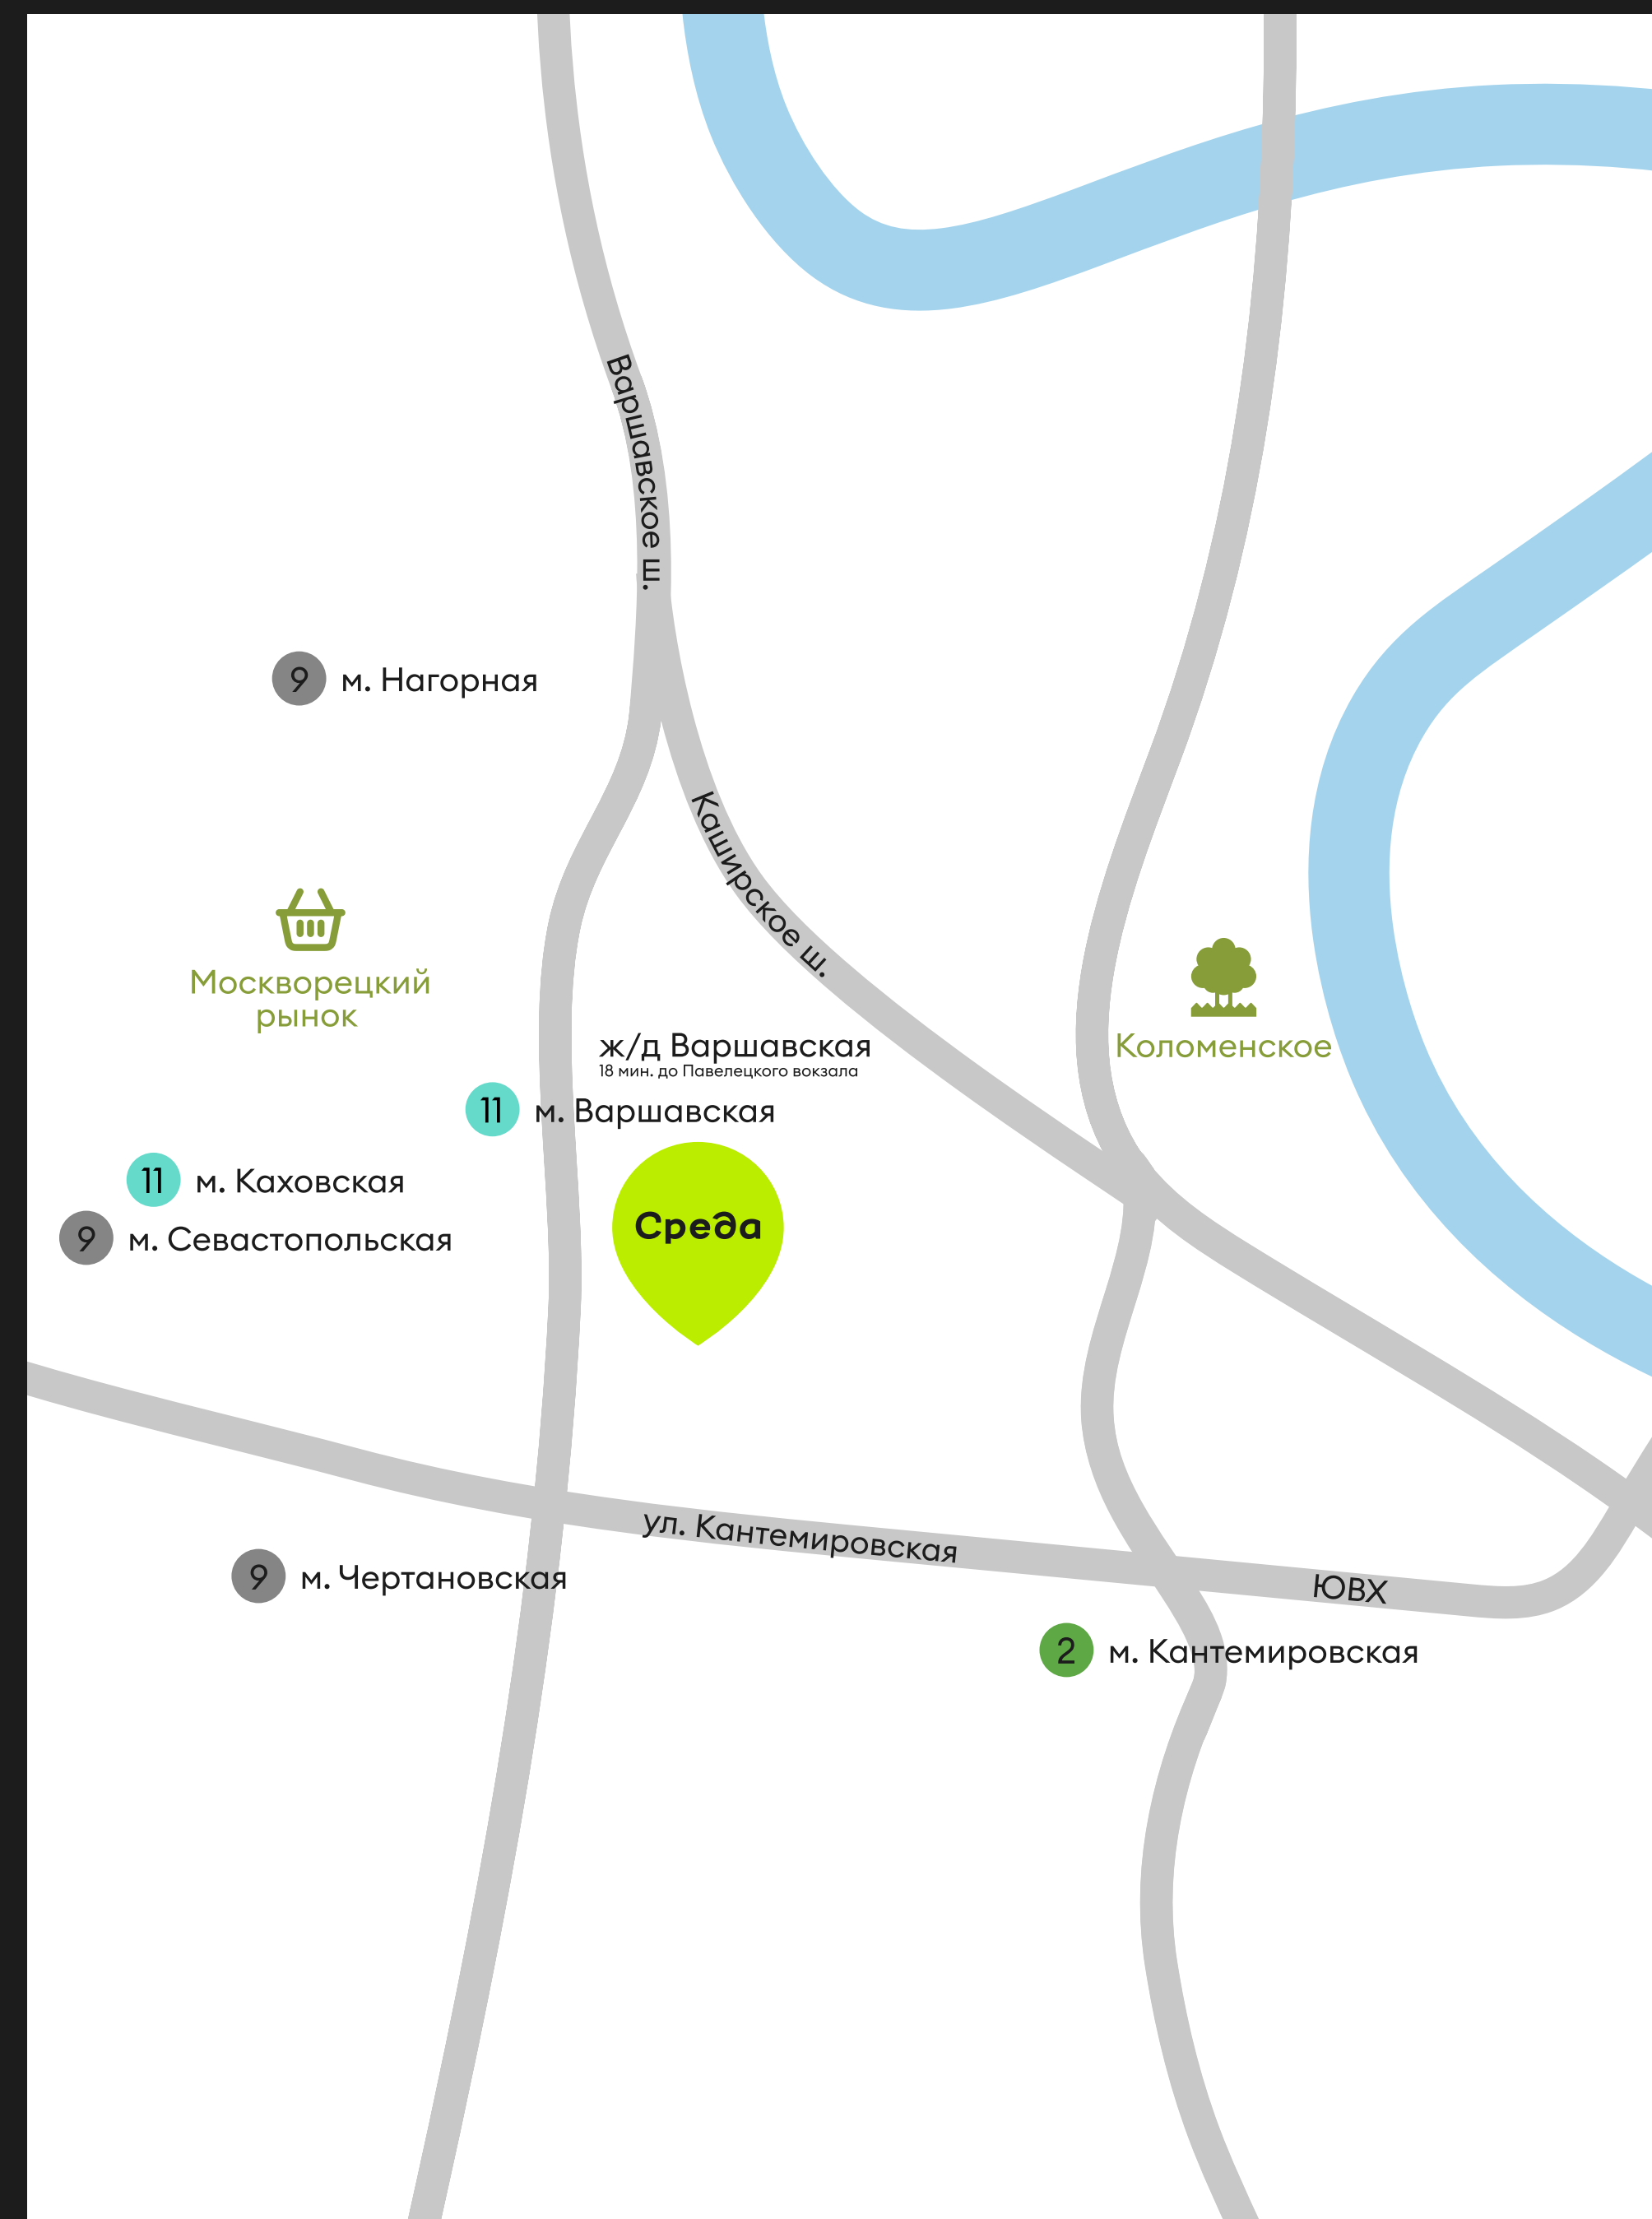 Варшавское ш.
9 м. Нагорная
Каширское ш.
Москворецкий
рынок
Коломенское
ж/д Варшавская
18 мин. до Павелецкого вокзала
11 м. Варшавская
11 м. Каховская
9 м. Севастопольская
Среда
ул. Кантемировская
ЮВХ
9 м. Чертановская
2 м. Кантемировская